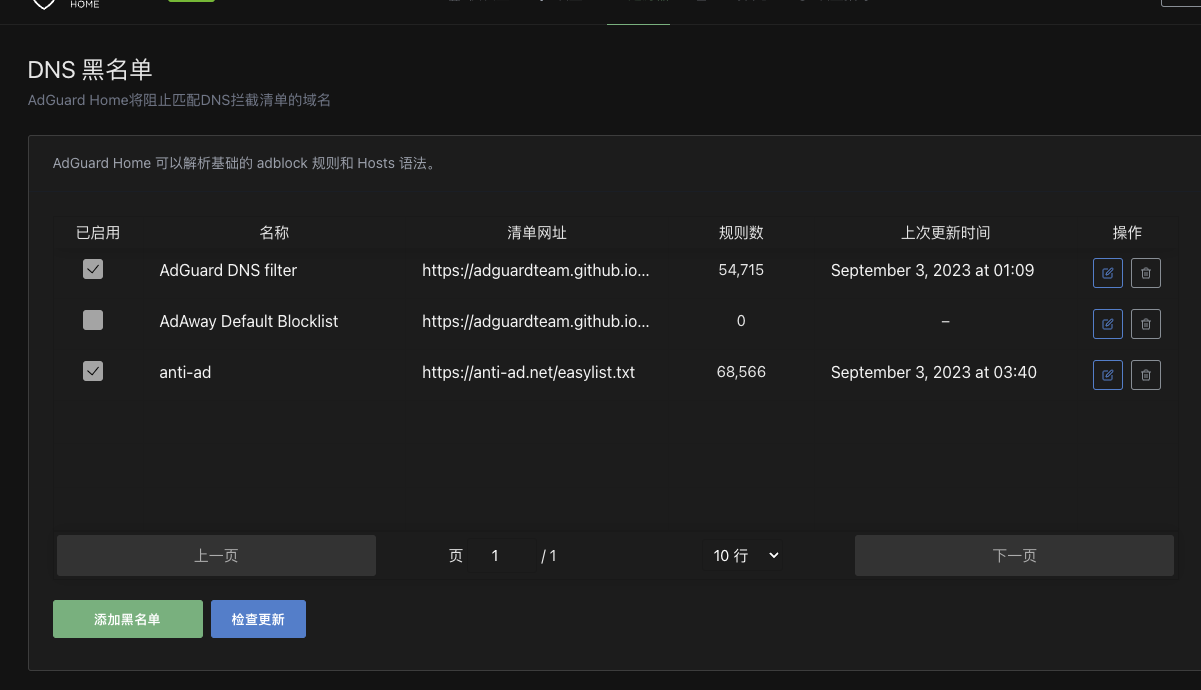 HOME
DNS 黑名单
AdGuard Home将阻止匹配DNS拦截清单的域名
AdGuard Home 可以解析基础的 adblock 规则和 Hosts 语法。
已启用 名称 清单网址 规则数 上次更新时间 操作
AdGuard DNS filter https://adguardteam.github.io... 54,715 September 3, 2023 at 01:09
AdAway Default Blocklist https://adguardteam.github.io... 0 –
anti-ad https://anti-ad.net/easylist.txt 68,566 September 3, 2023 at 03:40
上一页 页 1 / 1 10 行 下一页
添加黑名单 检查更新